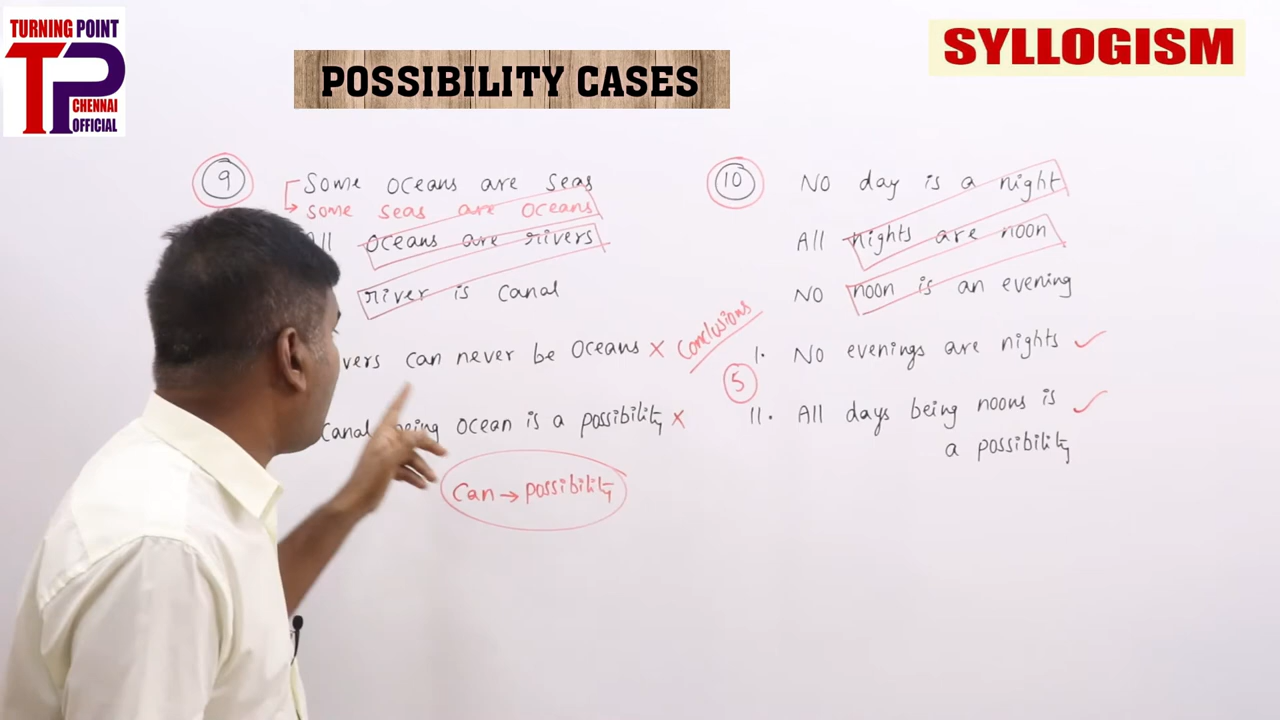 TURNING POINT
TP
CHENNAI
OFFICIAL
POSSIBILITY CASES
SYLLOGISM
9
Some oceans are seas
some seas are oceans
oceans are rivers
river is canal
can never be oceans ×
Canal being ocean is a possibility ×
can → possibility
conclusions
5
10
No day is a night
All nights are noon
No noon is an evening
I. No evenings are nights ✓
II. All days being noons is ✓
a possibility